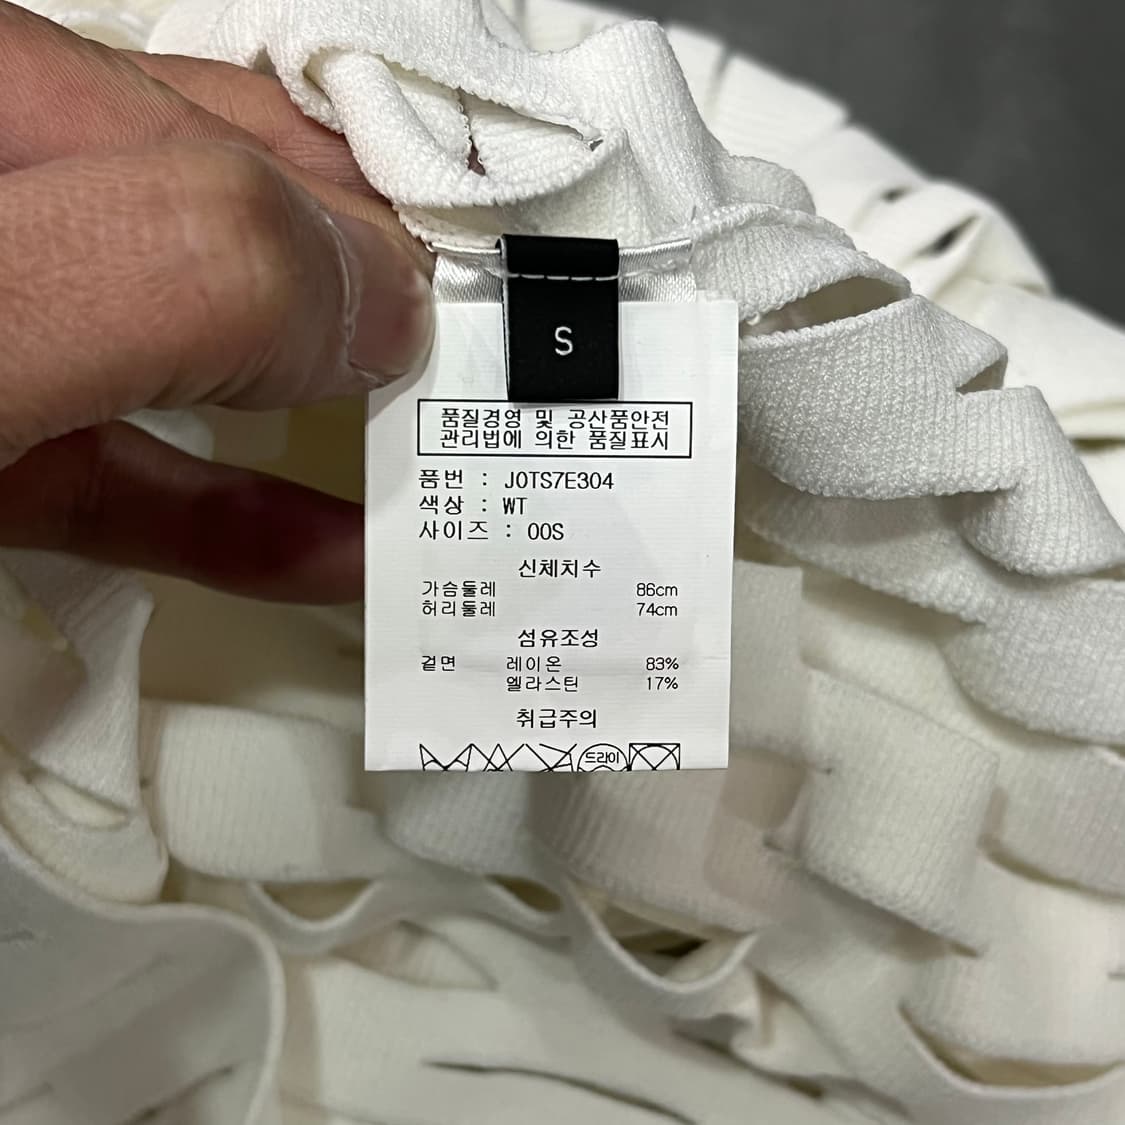 S
품질경영 및 공산품안전
관리법에 의한 품질표시
품번 : JOTS7E304
색상 : WT
사이즈 : 00S
신체치수
가슴둘레 86cm
허리둘레 74cm
섬유조성
겉면 레이온 83%
엘라스틴 17%
취급주의
드라이